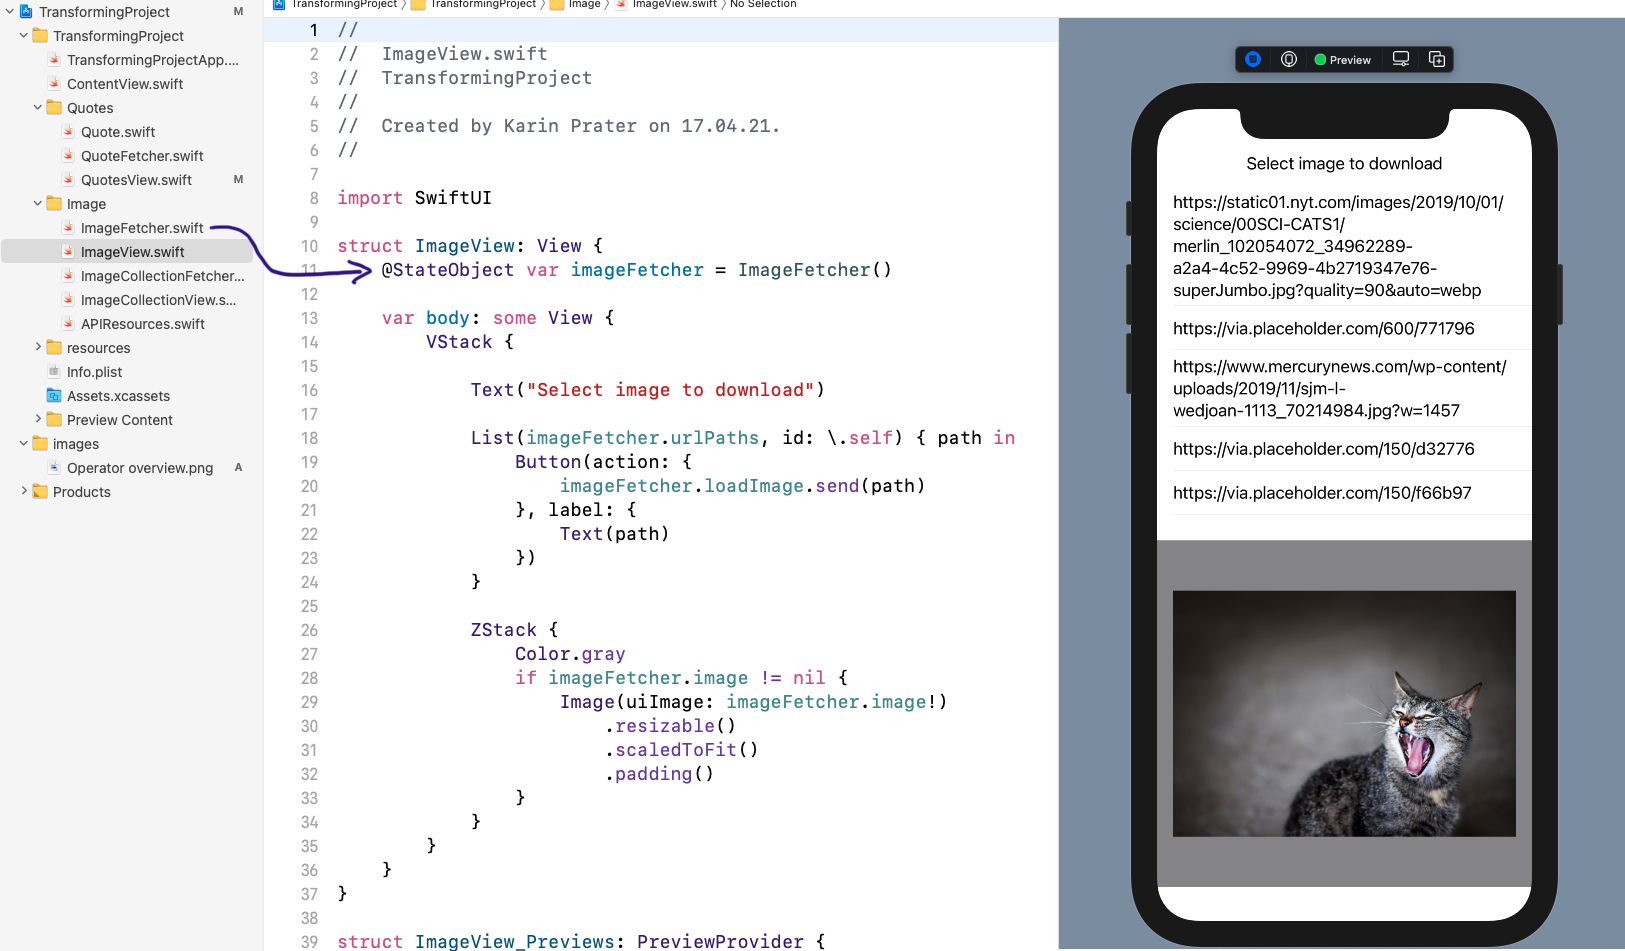 TransformingProject M
TransformingProject
TransformingProjectApp....
ContentView.swift
Quotes
Quote.swift
QuoteFetcher.swift
QuotesView.swift M
Image
ImageFetcher.swift
ImageView.swift
ImageCollectionFetcher...
ImageCollectionView.s...
APIResources.swift
resources
Info.plist
Assets.xcassets
Preview Content
images
Operator overview.png A
Products
TransformingProject 〉 TransformingProject 〉 Image 〉 ImageView.swift 〉 No Selection
1 //
2 //  ImageView.swift
3 //  TransformingProject
4 //
5 //  Created by Karin Prater on 17.04.21.
6 //
7
8 import SwiftUI
9
10 struct ImageView: View {
11     @StateObject var imageFetcher = ImageFetcher()
12
13     var body: some View {
14         VStack {
15
16             Text("Select image to download")
17
18             List(imageFetcher.urlPaths, id: \.self) { path in
19                 Button(action: {
20                     imageFetcher.loadImage.send(path)
21                 }, label: {
22                     Text(path)
23                 })
24             }
25
26             ZStack {
27                 Color.gray
28                 if imageFetcher.image != nil {
29                     Image(uiImage: imageFetcher.image!)
30                         .resizable()
31                         .scaledToFit()
32                         .padding()
33                 }
34             }
35         }
36     }
37 }
38
39 struct ImageView_Previews: PreviewProvider {
Preview
Select image to download
https://static01.nyt.com/images/2019/10/01/
science/00SCI-CATS1/
merlin_102054072_34962289-
a2a4-4c52-9969-4b2719347e76-
superJumbo.jpg?quality=90&auto=webp
https://via.placeholder.com/600/771796
https://www.mercurynews.com/wp-content/
uploads/2019/11/sjm-l-
wedjoan-1113_70214984.jpg?w=1457
https://via.placeholder.com/150/d32776
https://via.placeholder.com/150/f66b97